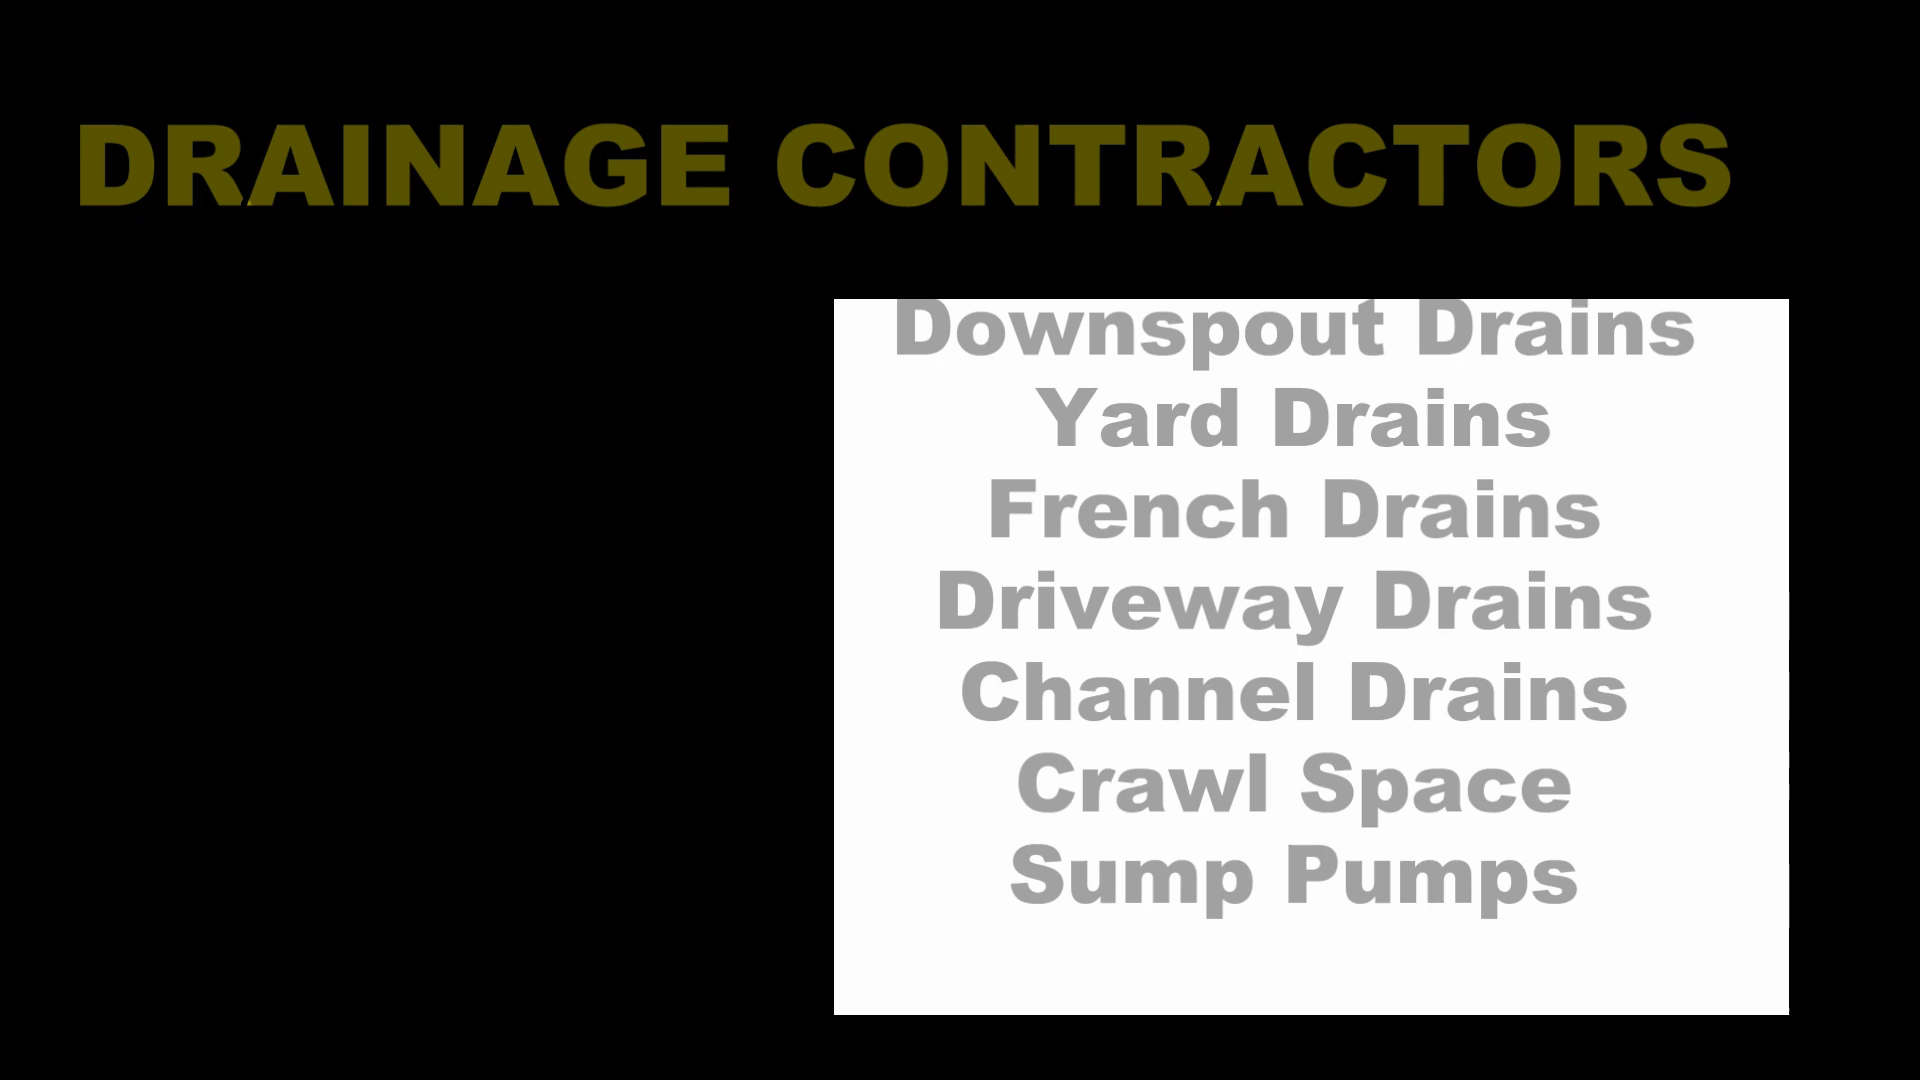 DRAINAGE CONTRACTORS
Downspout Drains
Yard Drains
French Drains
Driveway Drains
Channel Drains
Crawl Space
Sump Pumps